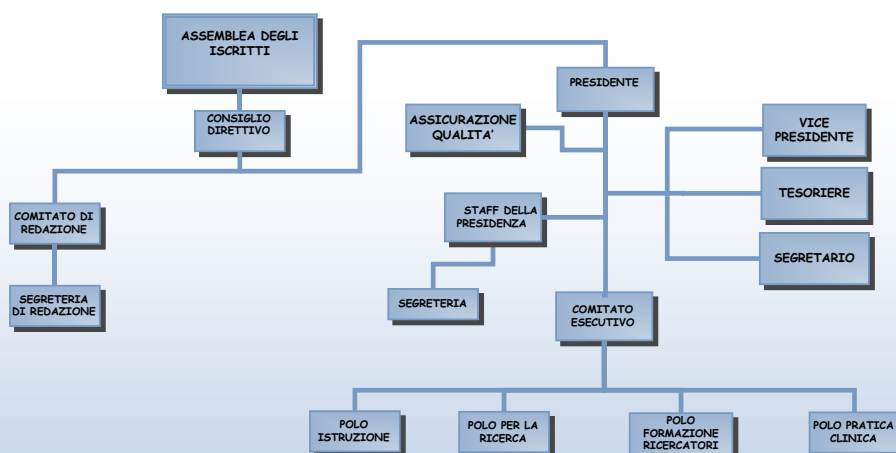 ASSEMBLEA DEGLI
ISCRITTI
PRESIDENTE
CONSIGLIO
DIRETTIVO
ASSICURAZIONE
QUALITA'
VICE
PRESIDENTE
TESORIERE
COMITATO DI
REDAZIONE
STAFF DELLA
PRESIDENZA
SEGRETARIO
SEGRETERIA
DI REDAZIONE
SEGRETERIA
COMITATO
ESECUTIVO
POLO
ISTRUZIONE
POLO PER LA
RICERCA
POLO
FORMAZIONE
RICERCATORI
POLO PRATICA
CLINICA